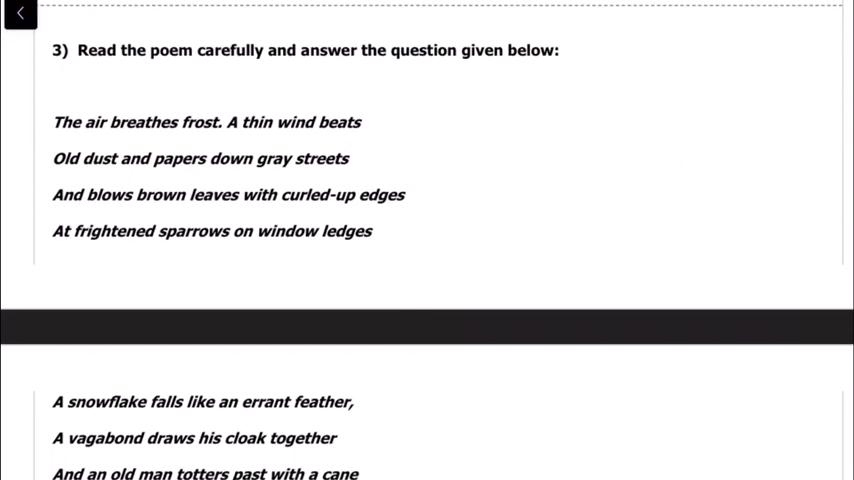 3) Read the poem carefully and answer the question given below:
The air breathes frost. A thin wind beats
Old dust and papers down gray streets
And blows brown leaves with curled-up edges
At frightened sparrows on window ledges
A snowflake falls like an errant feather,
A vagabond draws his cloak together
And an old man totters past with a cane